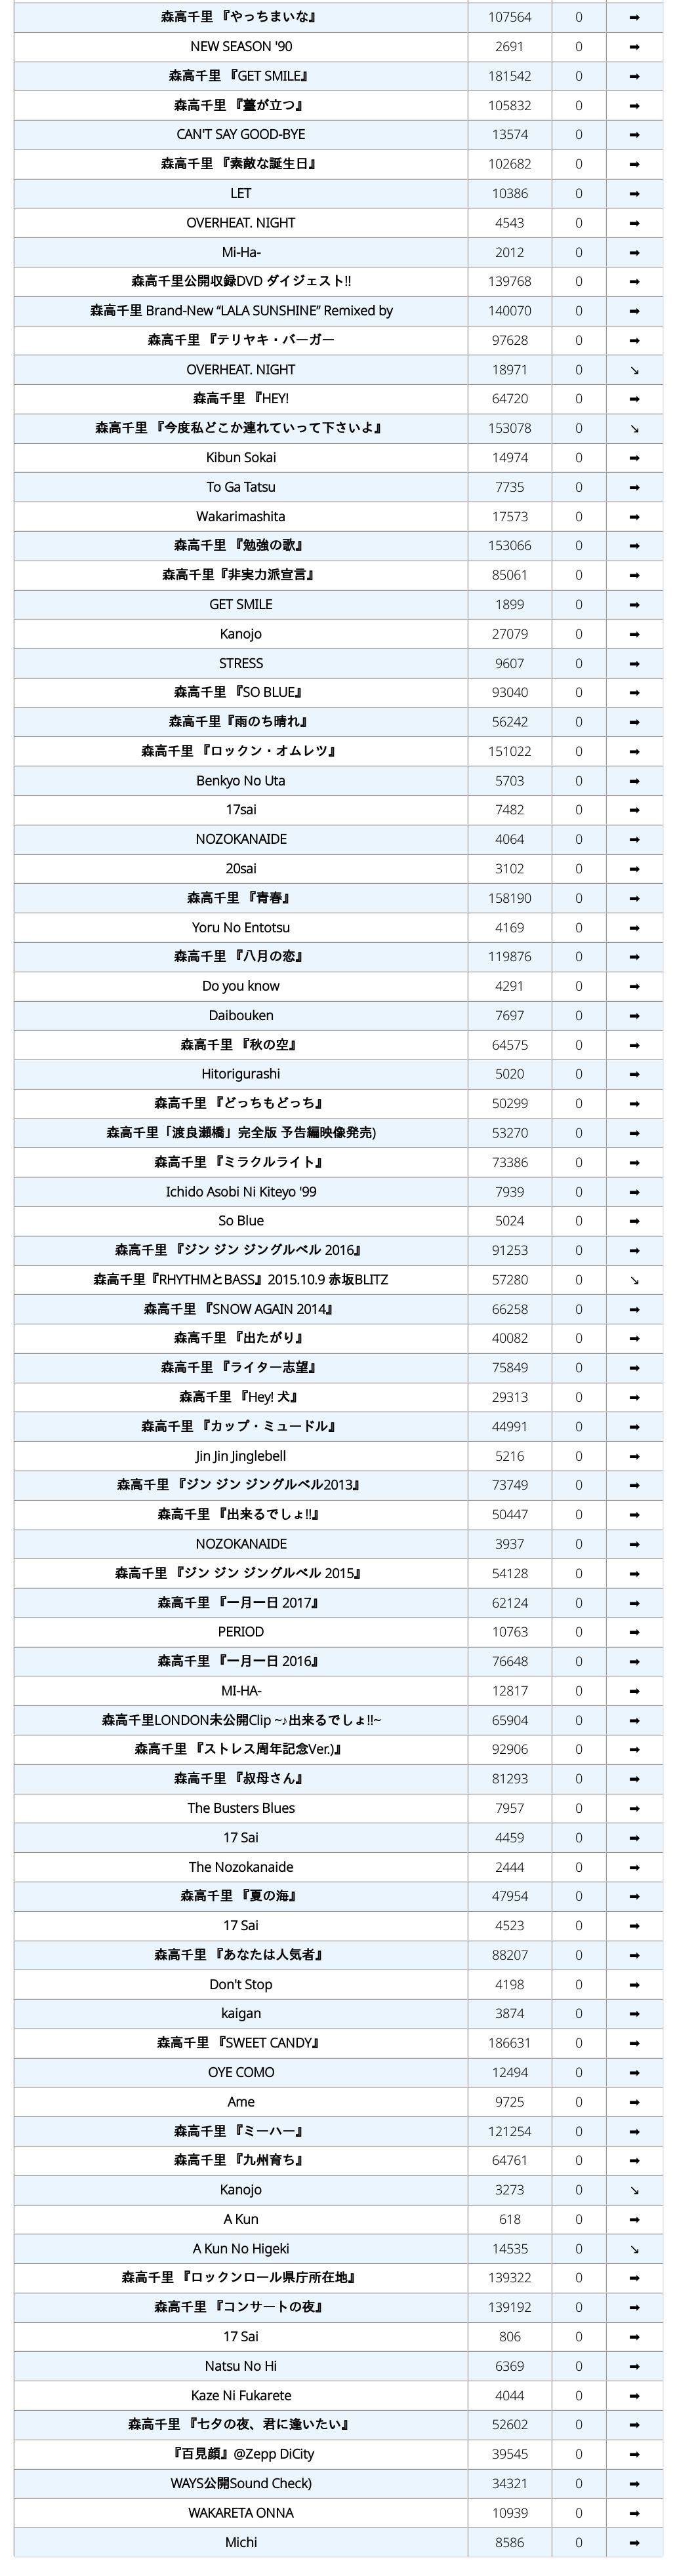 森高千里 『やっちまいな』 107564 0 ➡
NEW SEASON '90 2691 0 ➡
森高千里 『GET SMILE』 181542 0 ➡
森高千里 『薹が立つ』 105832 0 ➡
CAN'T SAY GOOD-BYE 13574 0 ➡
森高千里 『素敵な誕生日』 102682 0 ➡
LET 10386 0 ➡
OVERHEAT. NIGHT 4543 0 ➡
Mi-Ha- 2012 0 ➡
森高千里公開収録DVD ダイジェスト!! 139768 0 ➡
森高千里 Brand-New “LALA SUNSHINE” Remixed by 140070 0 ➡
森高千里 『テリヤキ・バーガー 97628 0 ➡
OVERHEAT. NIGHT 18971 0 ↘
森高千里 『HEY! 64720 0 ➡
森高千里 『今度私どこか連れていって下さいよ』 153078 0 ↘
Kibun Sokai 14974 0 ➡
To Ga Tatsu 7735 0 ➡
Wakarimashita 17573 0 ➡
森高千里 『勉強の歌』 153066 0 ➡
森高千里『非実力派宣言』 85061 0 ➡
GET SMILE 1899 0 ➡
Kanojo 27079 0 ➡
STRESS 9607 0 ➡
森高千里 『SO BLUE』 93040 0 ➡
森高千里『雨のち晴れ』 56242 0 ➡
森高千里 『ロックン・オムレツ』 151022 0 ➡
Benkyo No Uta 5703 0 ➡
17sai 7482 0 ➡
NOZOKANAIDE 4064 0 ➡
20sai 3102 0 ➡
森高千里 『青春』 158190 0 ➡
Yoru No Entotsu 4169 0 ➡
森高千里 『八月の恋』 119876 0 ➡
Do you know 4291 0 ➡
Daibouken 7697 0 ➡
森高千里 『秋の空』 64575 0 ➡
Hitorigurashi 5020 0 ➡
森高千里 『どっちもどっち』 50299 0 ➡
森高千里「渡良瀬橋」完全版 予告編映像発売) 53270 0 ➡
森高千里 『ミラクルライト』 73386 0 ➡
Ichido Asobi Ni Kiteyo '99 7939 0 ➡
So Blue 5024 0 ➡
森高千里 『ジン ジン ジングルベル 2016』 91253 0 ➡
森高千里『RHYTHMとBASS』2015.10.9 赤坂BLITZ 57280 0 ↘
森高千里 『SNOW AGAIN 2014』 66258 0 ➡
森高千里 『出たがり』 40082 0 ➡
森高千里 『ライター志望』 75849 0 ➡
森高千里 『Hey! 犬』 29313 0 ➡
森高千里 『カップ・ミュードル』 44991 0 ➡
Jin Jin Jinglebell 5216 0 ➡
森高千里 『ジン ジン ジングルベル2013』 73749 0 ➡
森高千里 『出来るでしょ!!』 50447 0 ➡
NOZOKANAIDE 3937 0 ➡
森高千里 『ジン ジン ジングルベル 2015』 54128 0 ➡
森高千里 『一月一日 2017』 62124 0 ➡
PERIOD 10763 0 ➡
森高千里 『一月一日 2016』 76648 0 ➡
MI-HA- 12817 0 ➡
森高千里LONDON未公開Clip ~♪出来るでしょ!!~ 65904 0 ➡
森高千里 『ストレス周年記念Ver.)』 92906 0 ➡
森高千里 『叔母さん』 81293 0 ➡
The Busters Blues 7957 0 ➡
17 Sai 4459 0 ➡
The Nozokanaide 2444 0 ➡
森高千里 『夏の海』 47954 0 ➡
17 Sai 4523 0 ➡
森高千里 『あなたは人気者』 88207 0 ➡
Don't Stop 4198 0 ➡
kaigan 3874 0 ➡
森高千里 『SWEET CANDY』 186631 0 ➡
OYE COMO 12494 0 ➡
Ame 9725 0 ➡
森高千里 『ミーハー』 121254 0 ➡
森高千里 『九州育ち』 64761 0 ➡
Kanojo 3273 0 ↘
A Kun 618 0 ➡
A Kun No Higeki 14535 0 ↘
森高千里 『ロックンロール県庁所在地』 139322 0 ➡
森高千里 『コンサートの夜』 139192 0 ➡
17 Sai 806 0 ➡
Natsu No Hi 6369 0 ➡
Kaze Ni Fukarete 4044 0 ➡
森高千里 『七夕の夜、君に逢いたい』 52602 0 ➡
『百見顔』@Zepp DiCity 39545 0 ➡
WAYS公開Sound Check) 34321 0 ➡
WAKARETA ONNA 10939 0 ➡
Michi 8586 0 ➡